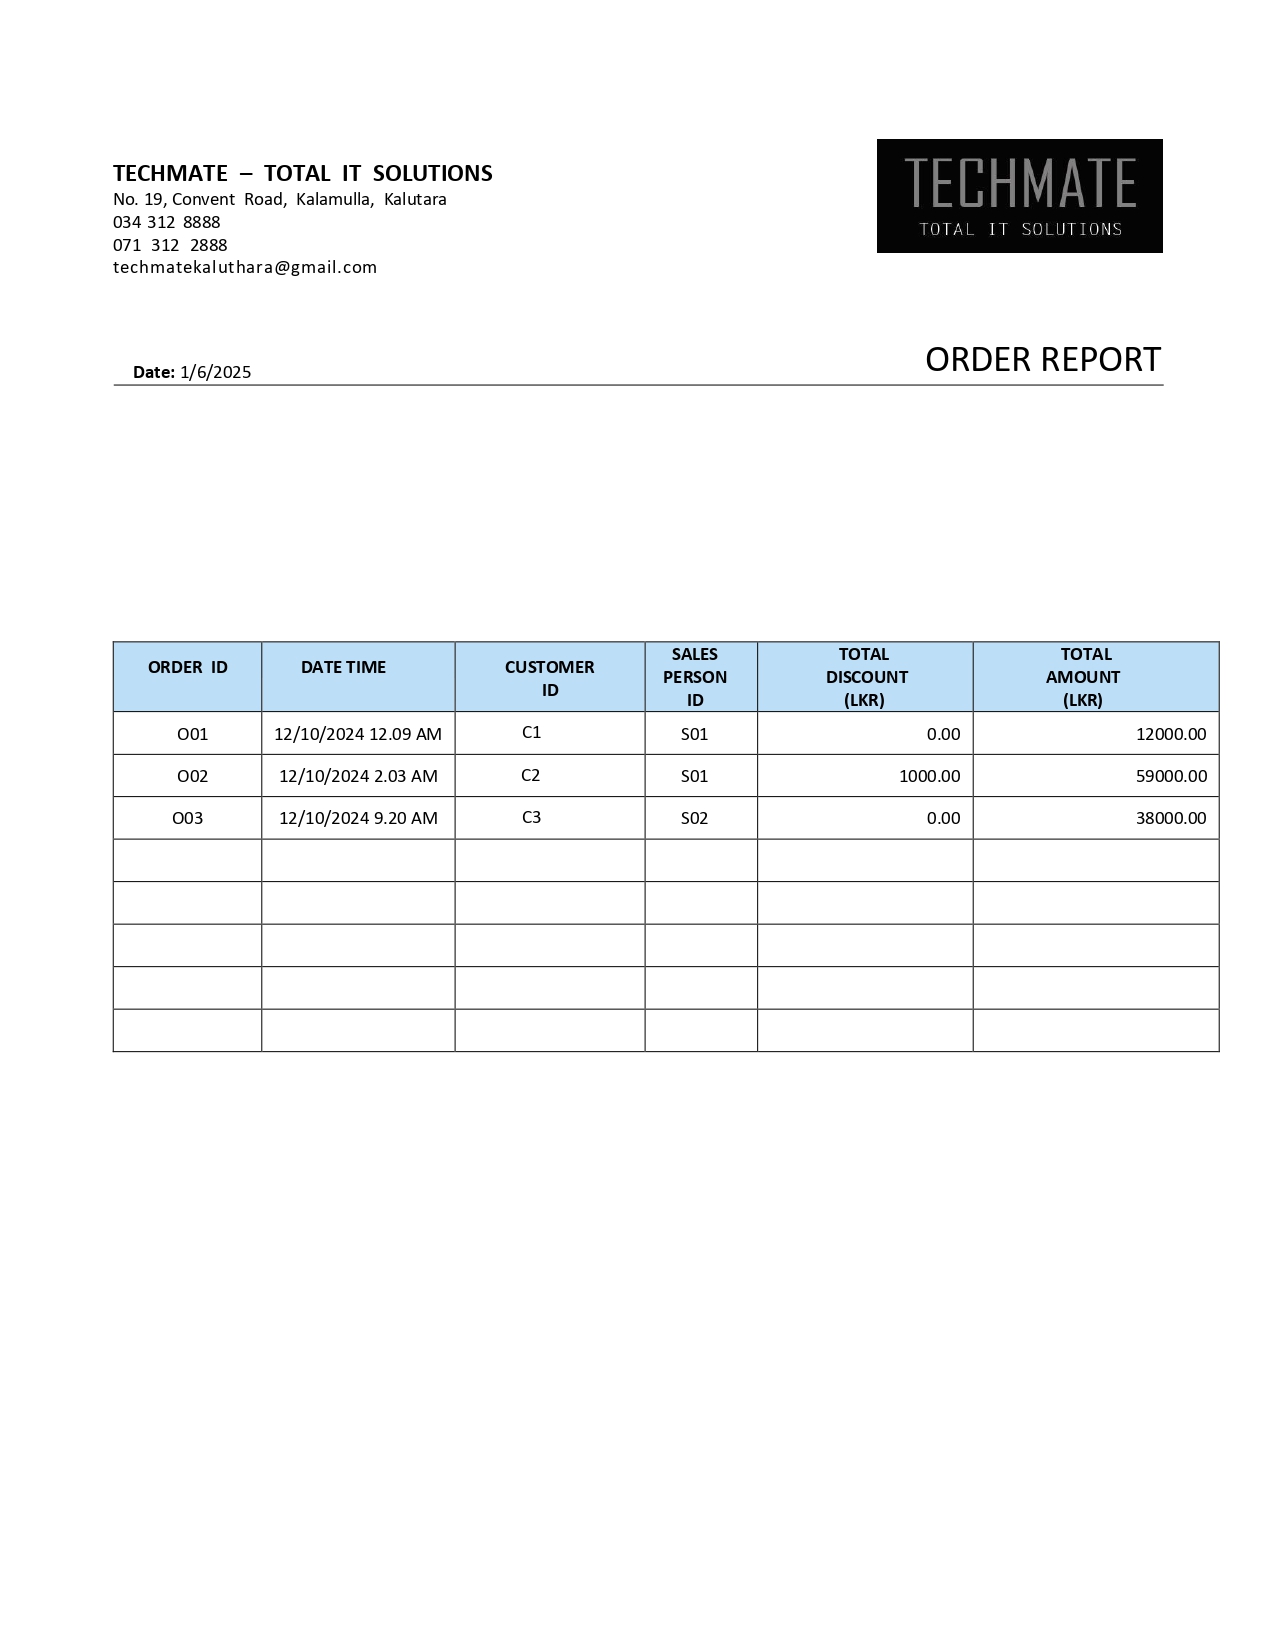 TECHMATE – TOTAL IT SOLUTIONS
No. 19, Convent Road, Kalamulla, Kalutara
034 312 8888
071 312 2888
techmatekaluthara@gmail.com
TECHMATE
TOTAL IT SOLUTIONS
Date: 1/6/2025
ORDER REPORT
ORDER ID DATE TIME CUSTOMER ID SALES PERSON ID TOTAL DISCOUNT (LKR) TOTAL AMOUNT (LKR)
O01 12/10/2024 12.09 AM C1 S01 0.00 12000.00
O02 12/10/2024 2.03 AM C2 S01 1000.00 59000.00
O03 12/10/2024 9.20 AM C3 S02 0.00 38000.00